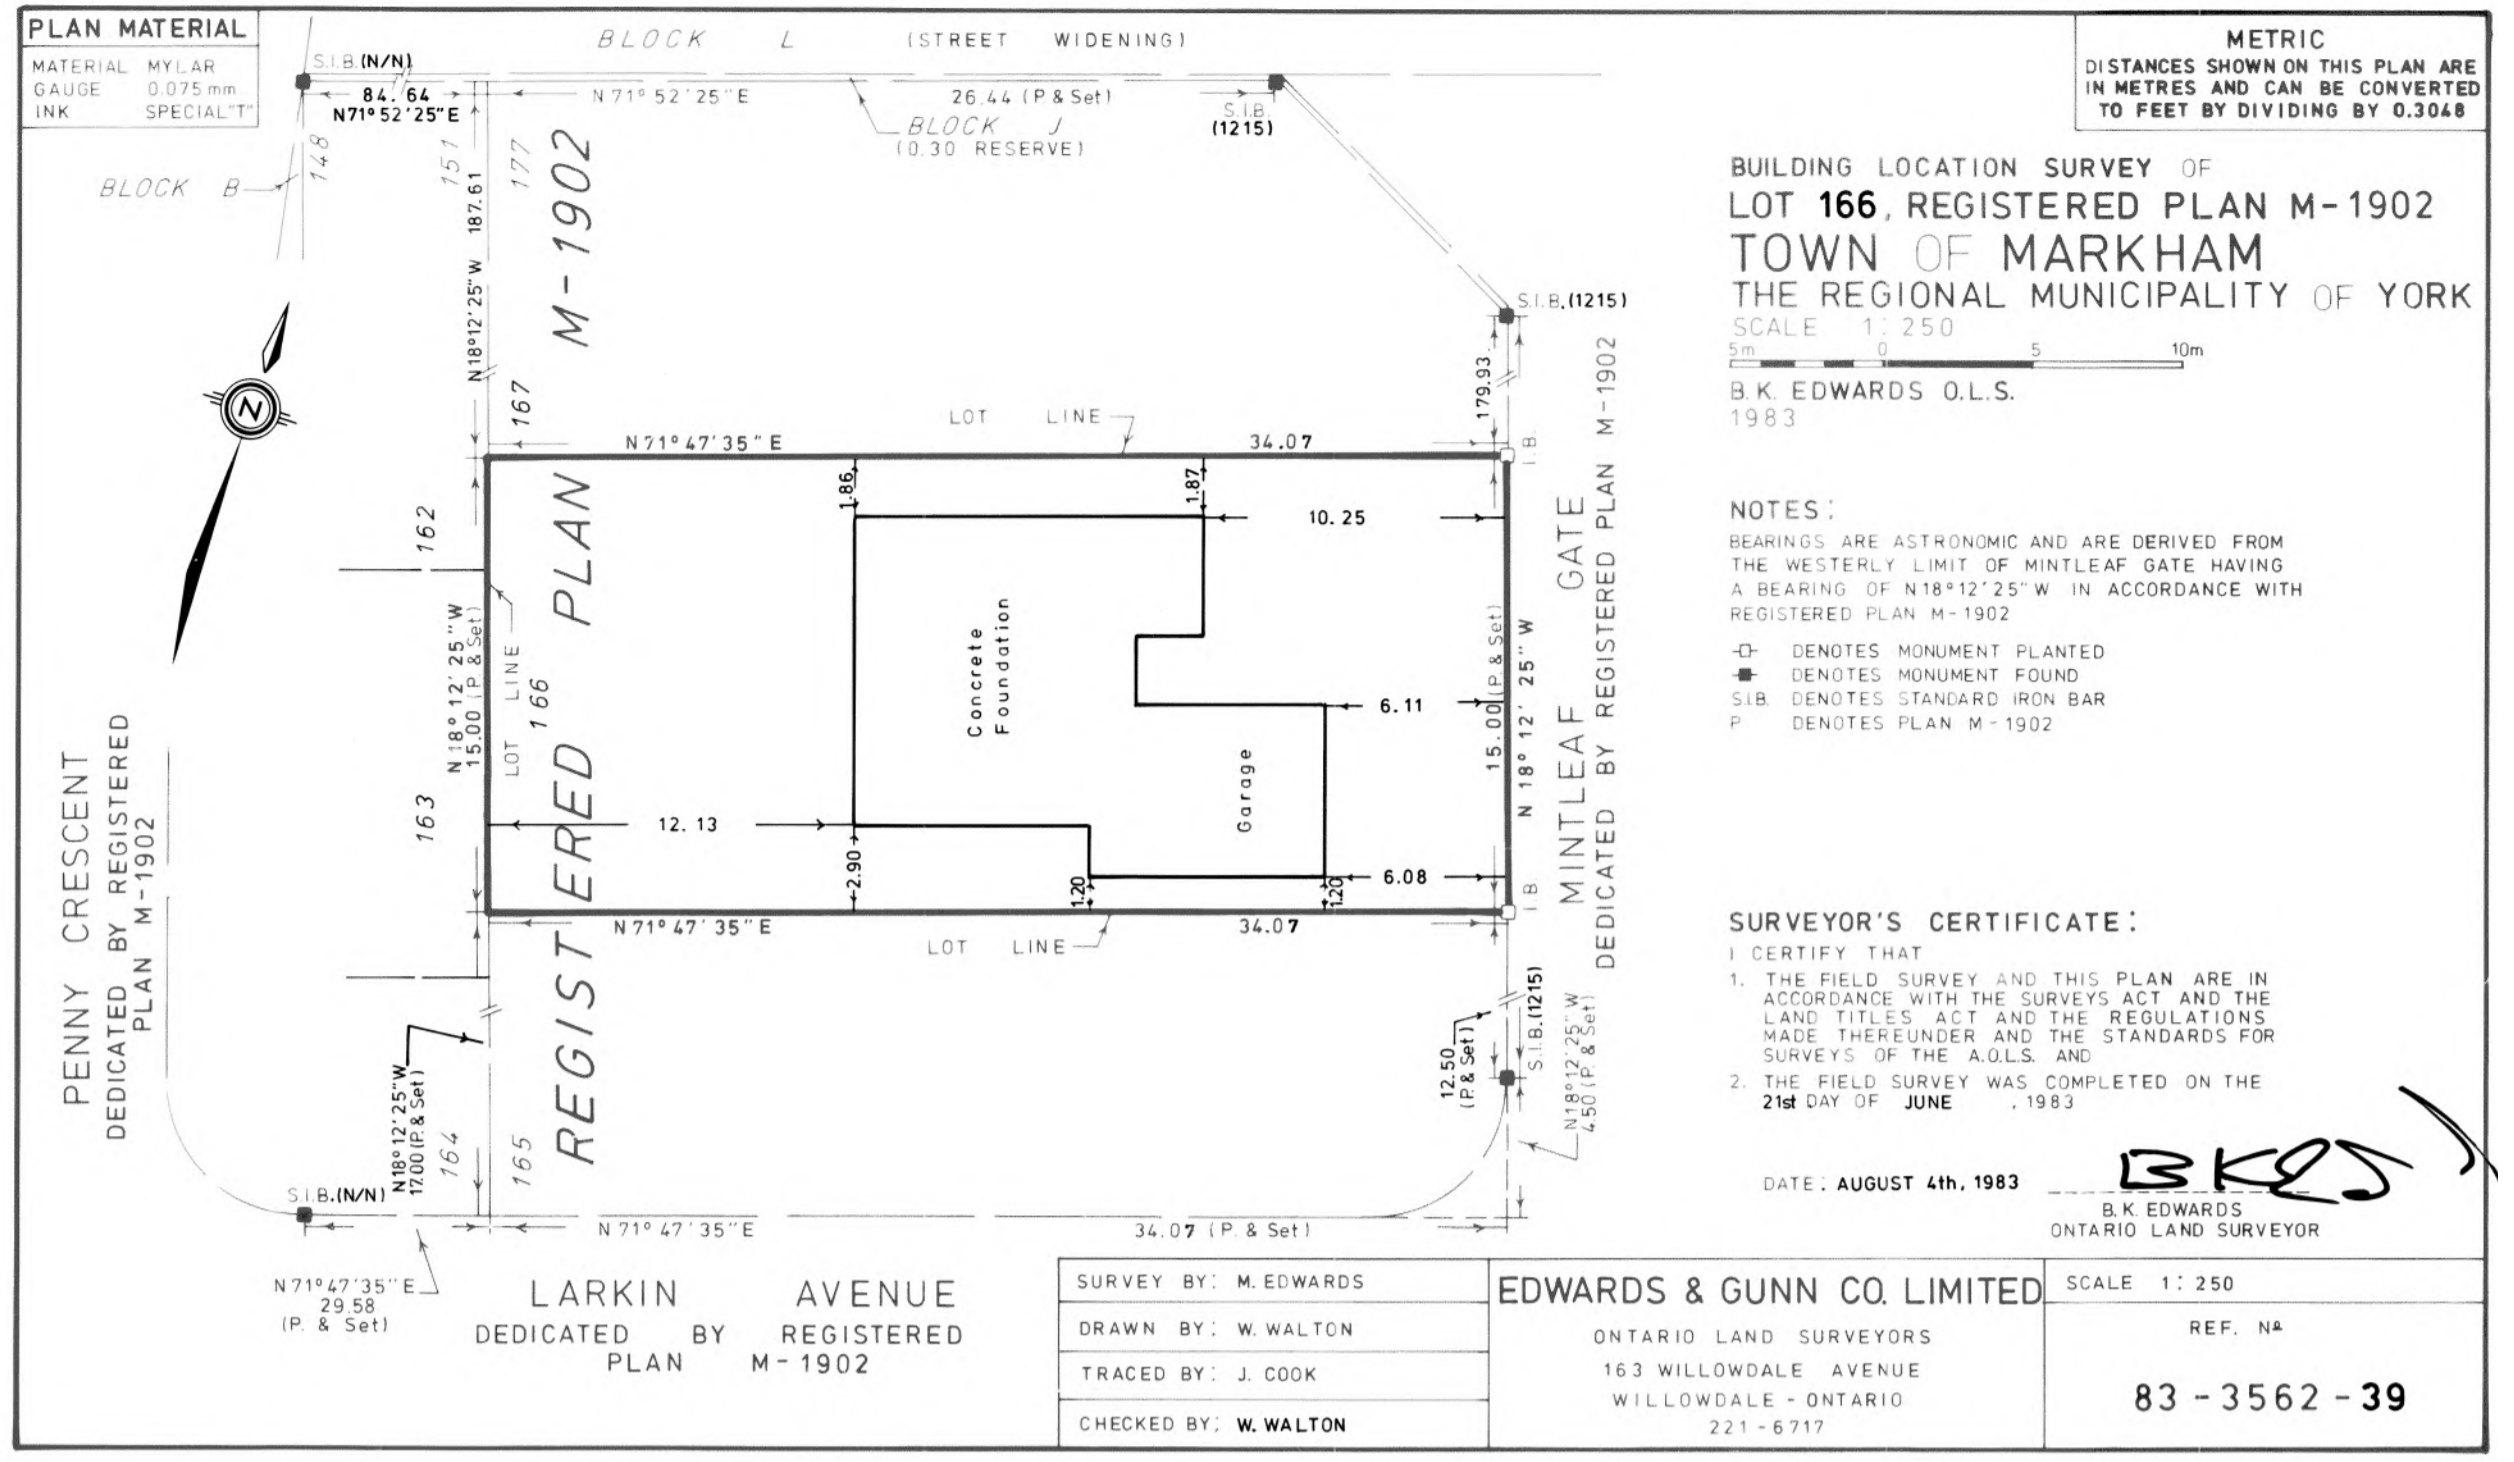 PLAN MATERIAL
MATERIAL MYLAR
GAUGE 0.075 mm
INK SPECIAL "T"
BLOCK L (STREET WIDENING)
S.I.B. (N/N)
84.64
N71°52'25"E
N 71° 52'25"E
26.44 (P & Set)
S.I.B.
(1215)
BLOCK J
(0.30 RESERVE)
BLOCK B
148
151
177
N18°12'25"W 187.61
M-1902
S.I.B. (1215)
179.93
N
167
LOT LINE
N 71° 47'35" E
34.07
I.B.
1.86
1.87
10.25
162
N 18° 12' 25" W
15.00 (P. & Set)
LOT LINE
166
REGISTERED PLAN
Concrete
Foundation
6.11
15.00 (P. & Set)
N 18° 12' 25" W
MINTLEAF GATE
DEDICATED BY REGISTERED PLAN M-1902
Garage
163
12.13
2.90
1.20
1.20
6.08
I.B.
N 71° 47' 35" E
34.07
LOT LINE
PENNY CRESCENT
DEDICATED BY REGISTERED
PLAN M-1902
N18°12'25"W
17.00 (P. & Set)
164
165
12.50
(P. & Set)
S.I.B. (1215)
N18°12'25"W
4.50 (P. & Set)
S.I.B. (N/N)
N 71° 47'35"E
34.07 (P. & Set)
N 71° 47'35" E
29.58
(P. & Set)
LARKIN AVENUE
DEDICATED BY REGISTERED
PLAN M-1902
METRIC
DISTANCES SHOWN ON THIS PLAN ARE
IN METRES AND CAN BE CONVERTED
TO FEET BY DIVIDING BY 0.3048
BUILDING LOCATION SURVEY OF
LOT 166, REGISTERED PLAN M-1902
TOWN OF MARKHAM
THE REGIONAL MUNICIPALITY OF YORK
SCALE 1: 250
5m 0 5 10m
B.K. EDWARDS O.L.S.
1983
NOTES:
BEARINGS ARE ASTRONOMIC AND ARE DERIVED FROM
THE WESTERLY LIMIT OF MINTLEAF GATE HAVING
A BEARING OF N18°12'25"W IN ACCORDANCE WITH
REGISTERED PLAN M-1902
DENOTES MONUMENT PLANTED
DENOTES MONUMENT FOUND
S.I.B. DENOTES STANDARD IRON BAR
P DENOTES PLAN M-1902
SURVEYOR'S CERTIFICATE:
I CERTIFY THAT
1. THE FIELD SURVEY AND THIS PLAN ARE IN
ACCORDANCE WITH THE SURVEYS ACT AND THE
LAND TITLES ACT AND THE REGULATIONS
MADE THEREUNDER AND THE STANDARDS FOR
SURVEYS OF THE A.O.L.S. AND
2. THE FIELD SURVEY WAS COMPLETED ON THE
21st DAY OF JUNE , 1983
DATE: AUGUST 4th, 1983
B.K. EDWARDS
ONTARIO LAND SURVEYOR
SURVEY BY: M. EDWARDS
DRAWN BY: W. WALTON
TRACED BY: J. COOK
CHECKED BY: W. WALTON
EDWARDS & GUNN CO. LIMITED
ONTARIO LAND SURVEYORS
163 WILLOWDALE AVENUE
WILLOWDALE - ONTARIO
221-6717
SCALE 1: 250
REF. Nº
83-3562-39